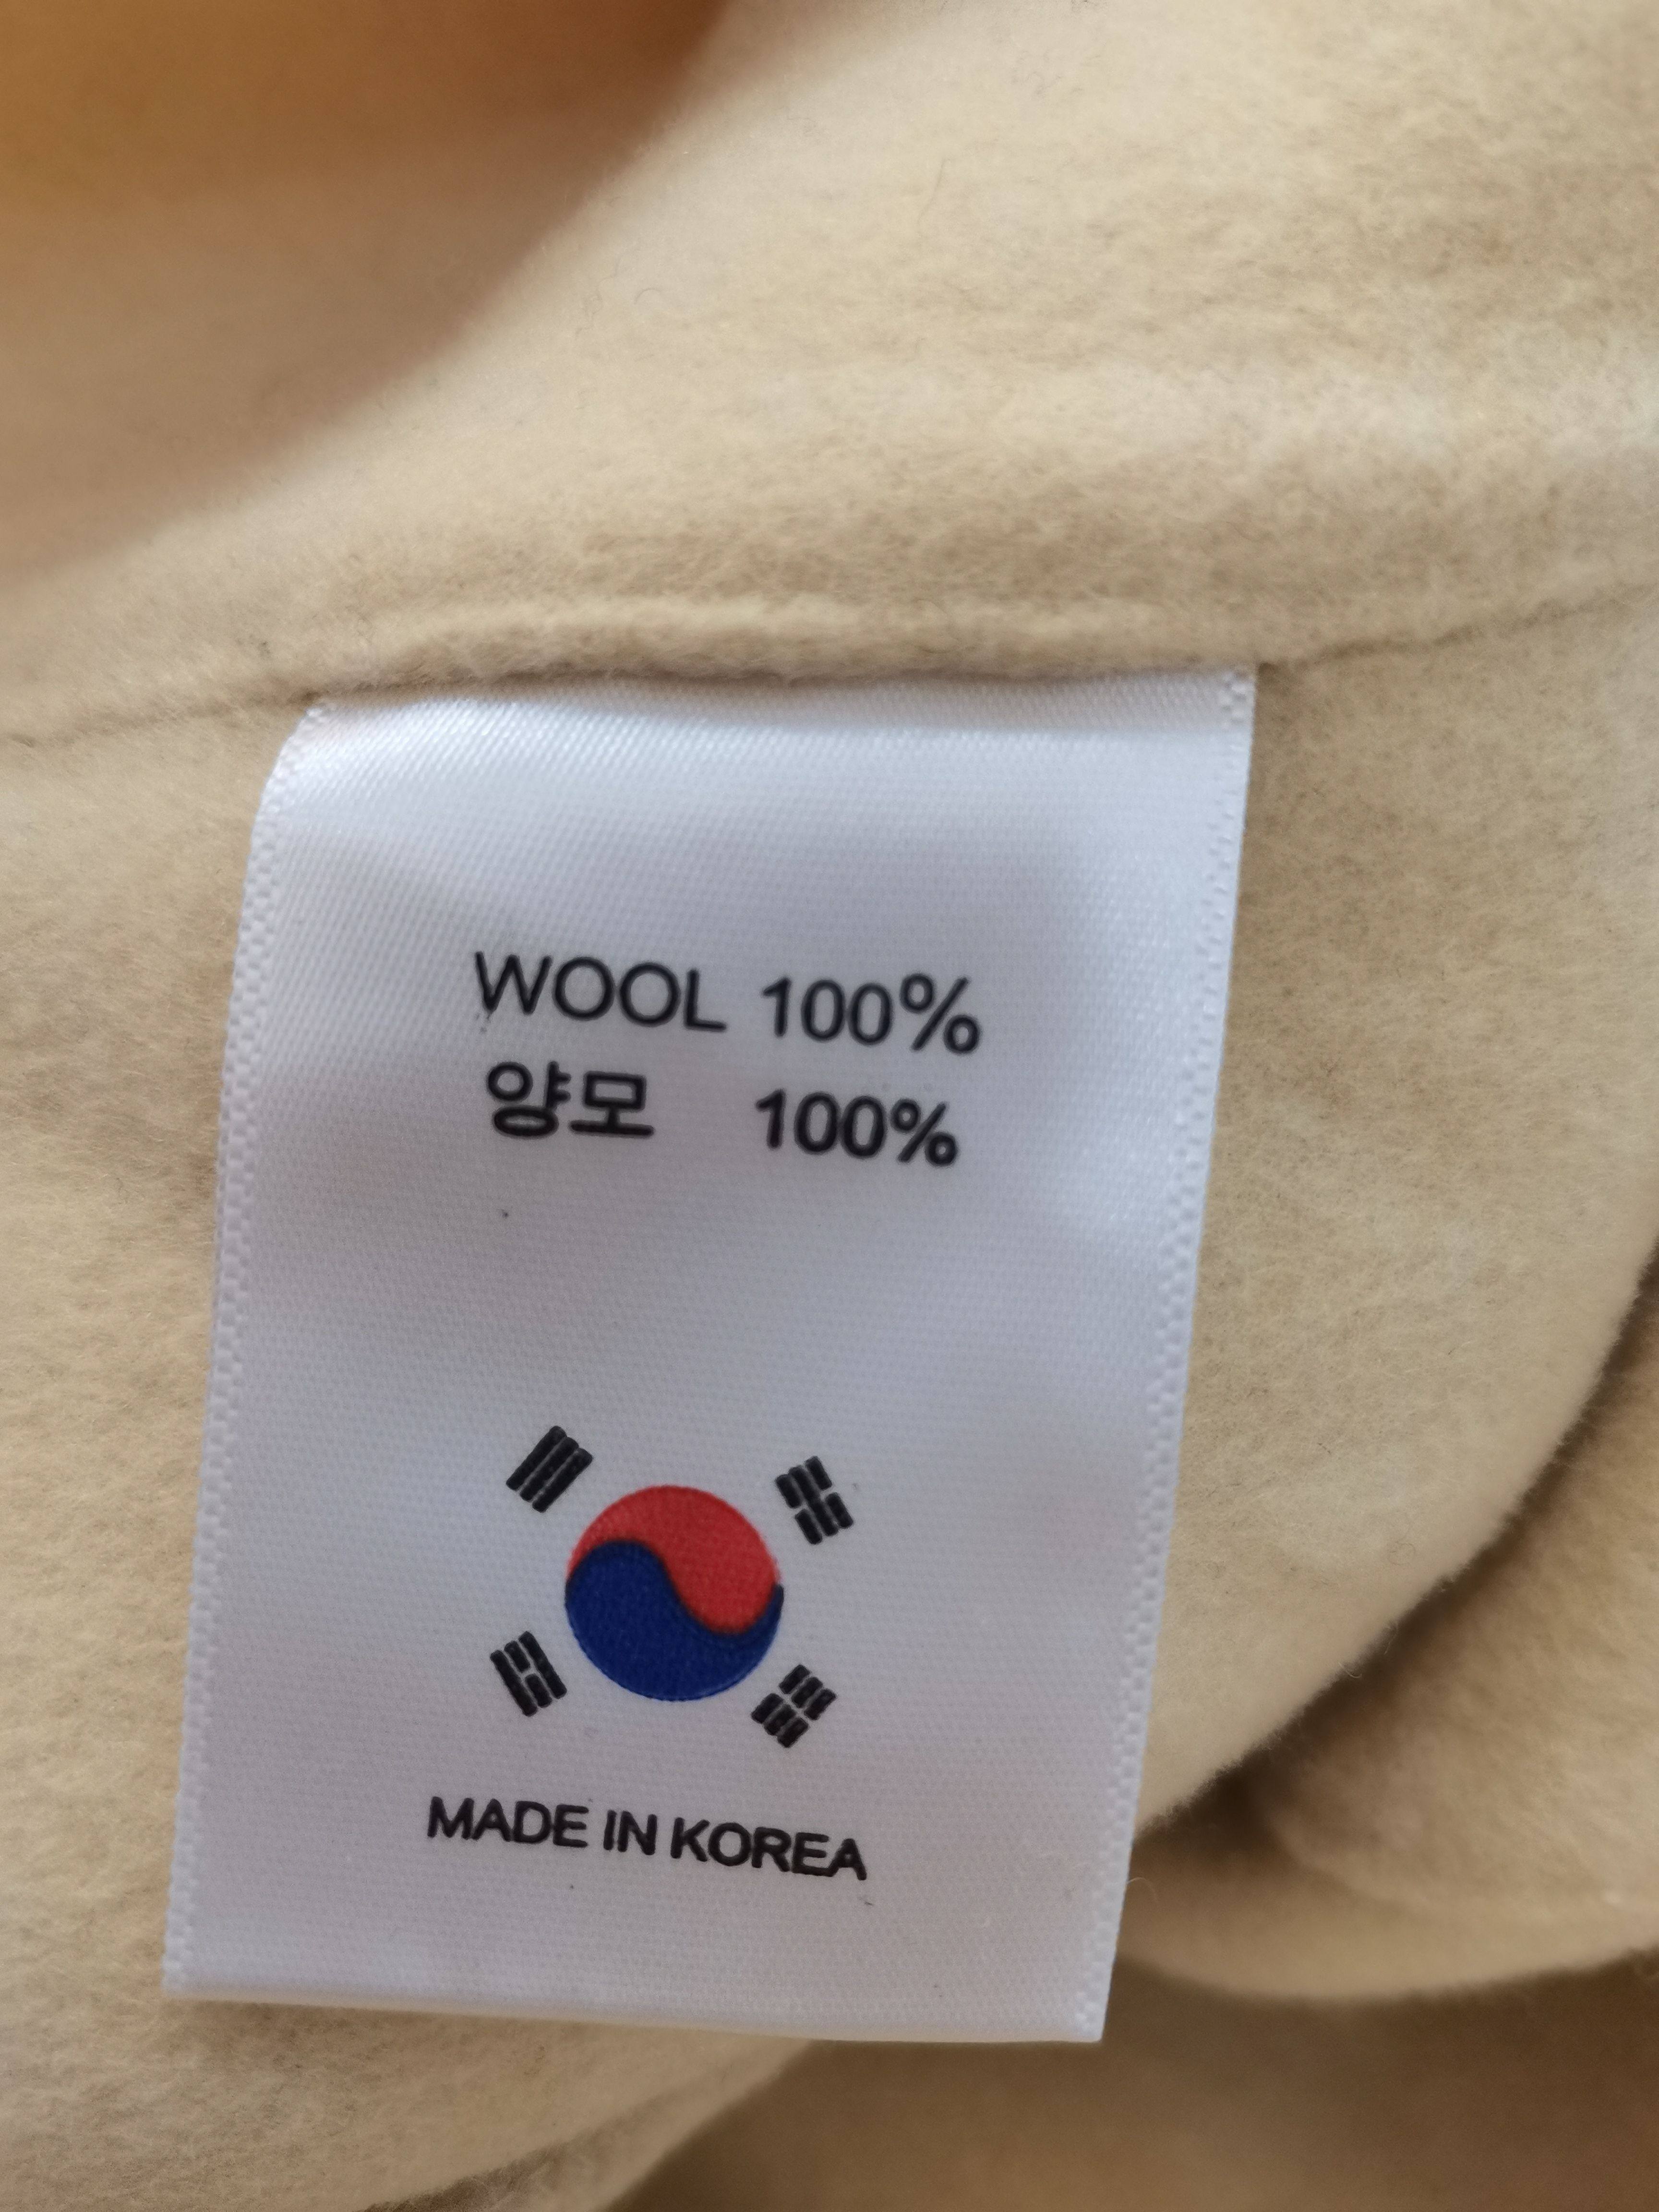 WOOL 100%
양모 100%
MADE IN KOREA